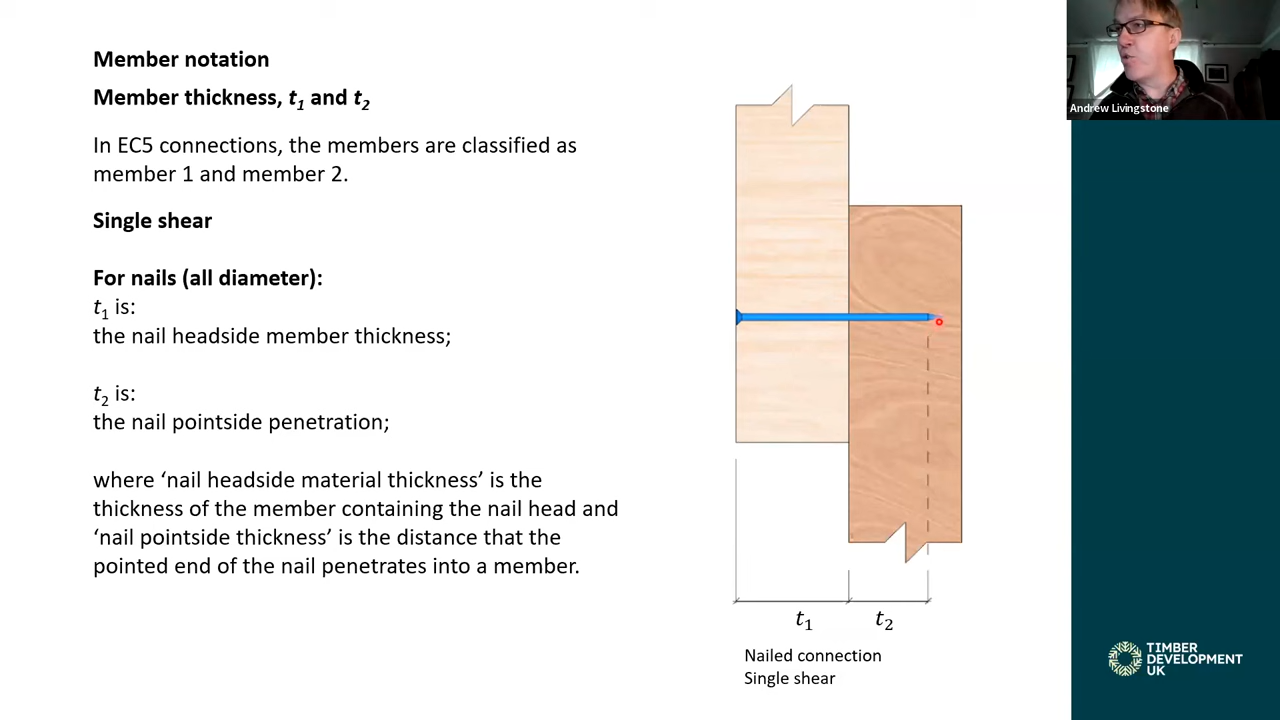 Member notation
Member thickness, t1 and t2
In EC5 connections, the members are classified as
member 1 and member 2.
Single shear
For nails (all diameter):
t1 is:
the nail headside member thickness;
t2 is:
the nail pointside penetration;
where ‘nail headside material thickness’ is the
thickness of the member containing the nail head and
‘nail pointside thickness’ is the distance that the
pointed end of the nail penetrates into a member.
t1
t2
Nailed connection
Single shear
Andrew Livingstone
TIMBER
DEVELOPMENT
UK